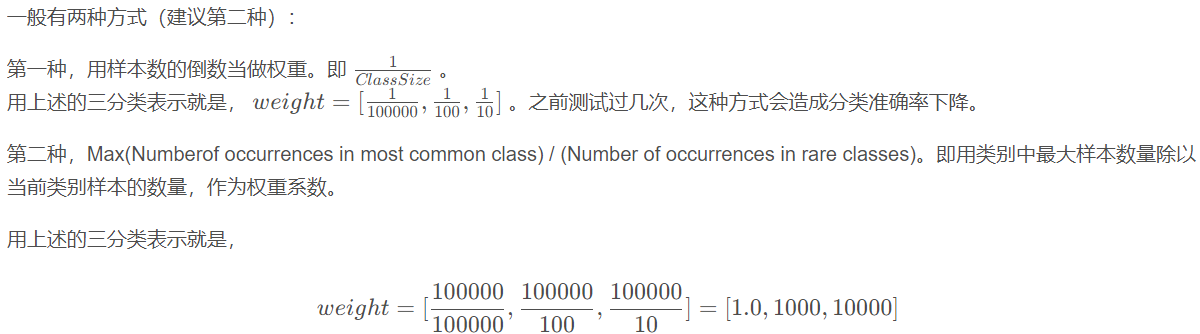 一般有两种方式（建议第二种）：
第一种，用样本数的倒数当做权重。即 $\frac{1}{ClassSize}$ 。
用上述的三分类表示就是， $weight = [\frac{1}{100000}, \frac{1}{100}, \frac{1}{10}]$ 。之前测试过几次，这种方式会造成分类准确率下降。
第二种，Max(Numberof occurrences in most common class) / (Number of occurrences in rare classes)。即用类别中最大样本数量除以
当前类别样本的数量，作为权重系数。
用上述的三分类表示就是，
$weight = [\frac{100000}{100000}, \frac{100000}{100}, \frac{100000}{10}] = [1.0, 1000, 10000]$